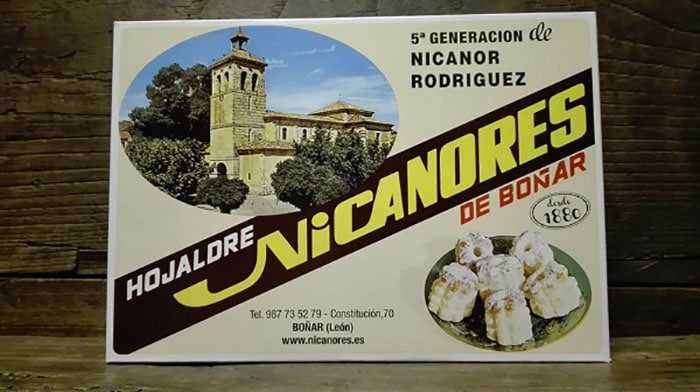 5ª GENERACION de
NICANOR
RODRIGUEZ
HOJALDRE NICANORES
DE BOÑAR
desde
1880
Tel. 987 73 52 79 - Constitución,70
BOÑAR (León)
www.nicanores.es